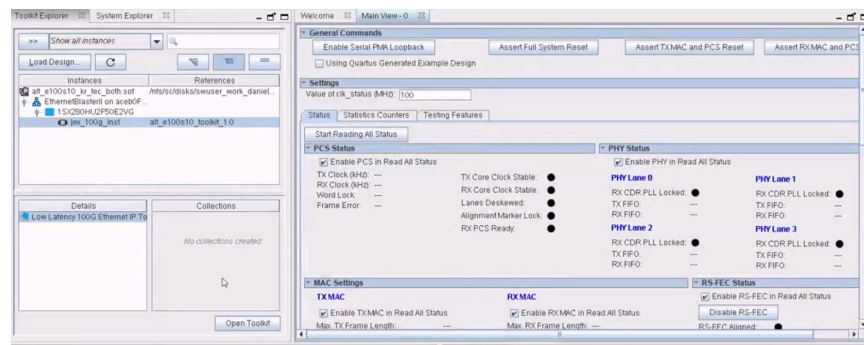 Toolkit Explorer System Explorer
>> Show all instances
Load Design...
Instances References
alt_e100s10_kr_fec_both.sof /nfs/sc/disks/swuser_work_daniel...
EthernetBlasterII on aceb0F...
1SX280HU2F50E2VG
|ex_100g_inst alt_e100s10_toolkit_1.0
Details
Collections
Low Latency 100G Ethernet IP To
No collections created
Open Toolkit
Welcome Main View - 0
General Commands
Enable Serial PMA Loopback Assert Full System Reset Assert TX MAC and PCS Reset Assert RX MAC and PCS
Using Quartus Generated Example Design
Settings
Value of clk_status (MHz): 100
Status Statistics Counters Testing Features
Start Reading All Status
PCS Status
Enable PCS in Read All Status
TX Clock (kHz): ---
RX Clock (kHz): ---
Word Lock: ---
Frame Error: ---
TX Core Clock Stable:
RX Core Clock Stable:
Lanes Deskewed:
Alignment Marker Lock:
RX PCS Ready:
PHY Status
Enable PHY in Read All Status
PHY Lane 0 PHY Lane 1
RX CDR PLL Locked: RX CDR PLL Locked:
TX FIFO: --- TX FIFO: ---
RX FIFO: --- RX FIFO: ---
PHY Lane 2 PHY Lane 3
RX CDR PLL Locked: RX CDR PLL Locked:
TX FIFO: --- TX FIFO: ---
RX FIFO: --- RX FIFO: ---
MAC Settings
TX MAC RX MAC
Enable TX MAC in Read All Status Enable RX MAC in Read All Status
Max. TX Frame Length: --- Max. RX Frame Length: ---
RS-FEC Status
Enable RS-FEC in Read All Status
Disable RS-FEC
RS-FEC Aligned: